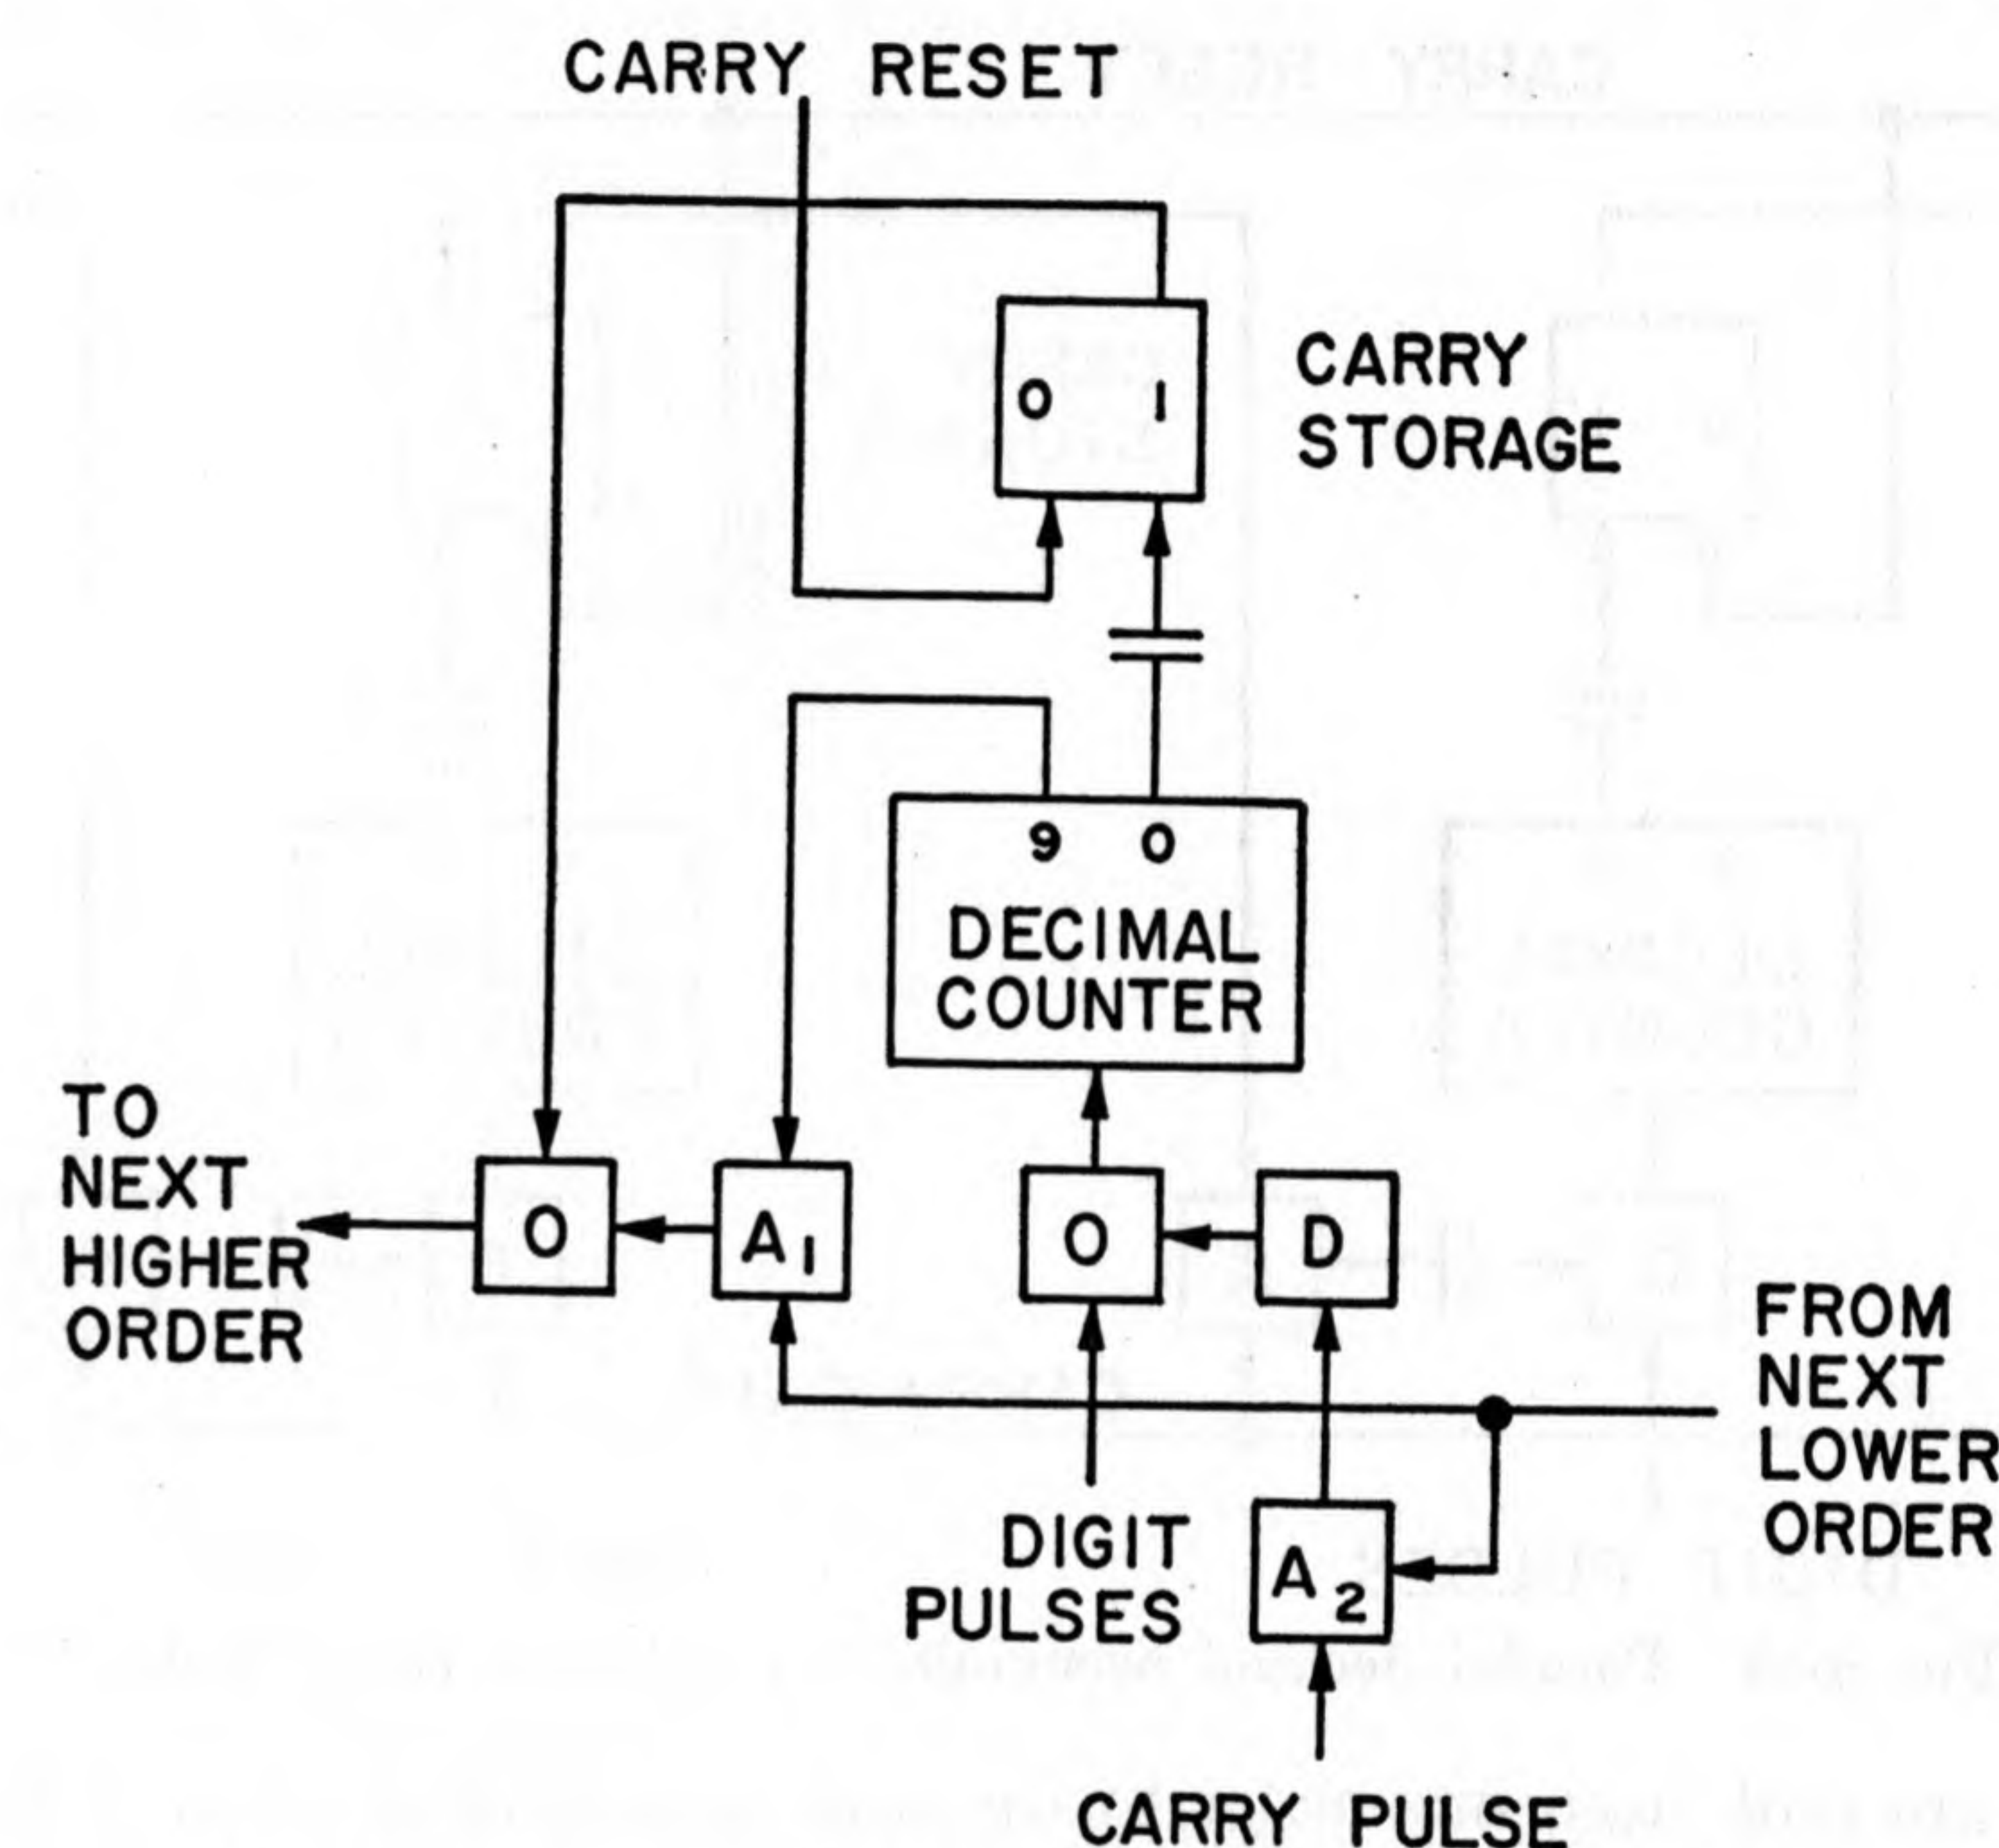 CARRY RESET
0 1
CARRY
STORAGE
9 0
DECIMAL
COUNTER
TO
NEXT
HIGHER
ORDER
O
A1
O
D
FROM
NEXT
LOWER
ORDER
DIGIT
PULSES
A2
CARRY PULSE